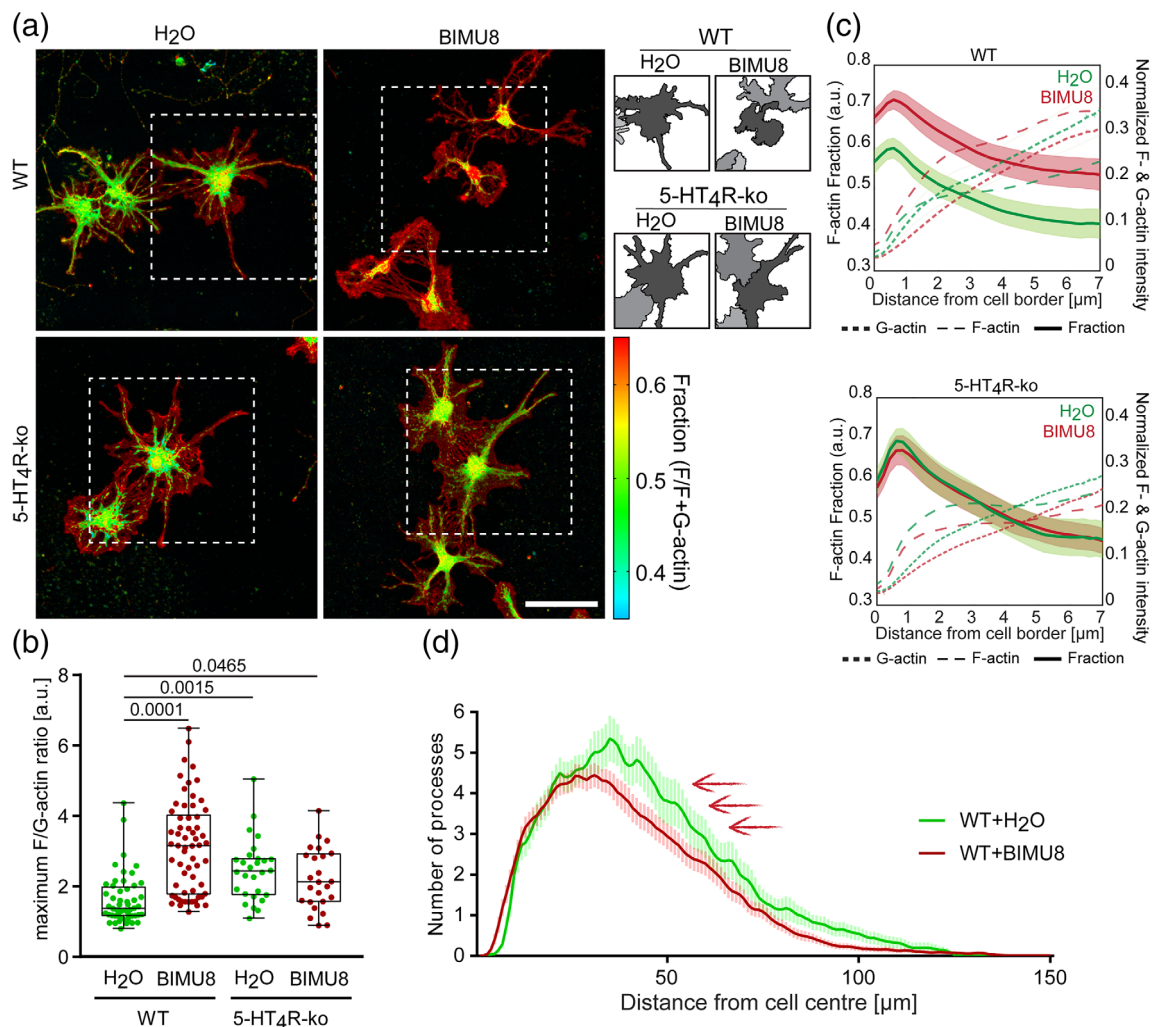 (a)
H2O
BIMU8
WT
5-HT4R-ko
WT
H2O
BIMU8
5-HT4R-ko
H2O
BIMU8
0.6
0.5
0.4
Fraction (F/F+G-actin)
(c)
WT
H2O
BIMU8
F-actin Fraction (a.u.)
0.8
0.7
0.6
0.5
0.4
0.3
Normalized F- & G-actin intensity
0.4
0.3
0.2
0.1
0
0 1 2 3 4 5 6 7
Distance from cell border [µm]
G-actin F-actin Fraction
5-HT4R-ko
H2O
BIMU8
F-actin Fraction (a.u.)
0.8
0.7
0.6
0.5
0.4
0.3
Normalized F- & G-actin intensity
0.4
0.3
0.2
0.1
0
0 1 2 3 4 5 6 7
Distance from cell border [µm]
G-actin F-actin Fraction
(b)
maximum F/G-actin ratio [a.u.]
8
6
4
2
0
0.0465
0.0015
0.0001
H2O BIMU8 H2O BIMU8
WT 5-HT4R-ko
(d)
Number of processes
6
5
4
3
2
1
0
50 100 150
Distance from cell centre [µm]
WT+H2O
WT+BIMU8